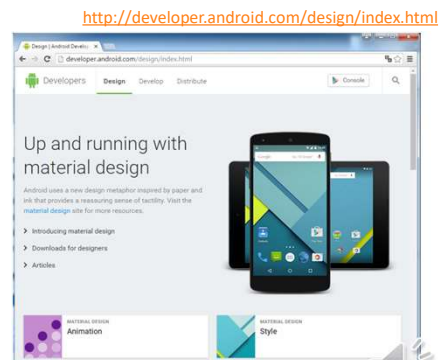 http://developer.android.com/design/index.html
Design | Android Develo
developer.android.com/design/index.html
Developers Design Develop Distribute Console
Up and running with
material design
Android uses a new design metaphor inspired by paper and
ink that provides a reassuring sense of tactility. Visit the
material design site for more resources.
Introducing material design
Downloads for designers
Articles
MATERIAL DESIGN
Animation
MATERIAL DESIGN
Style